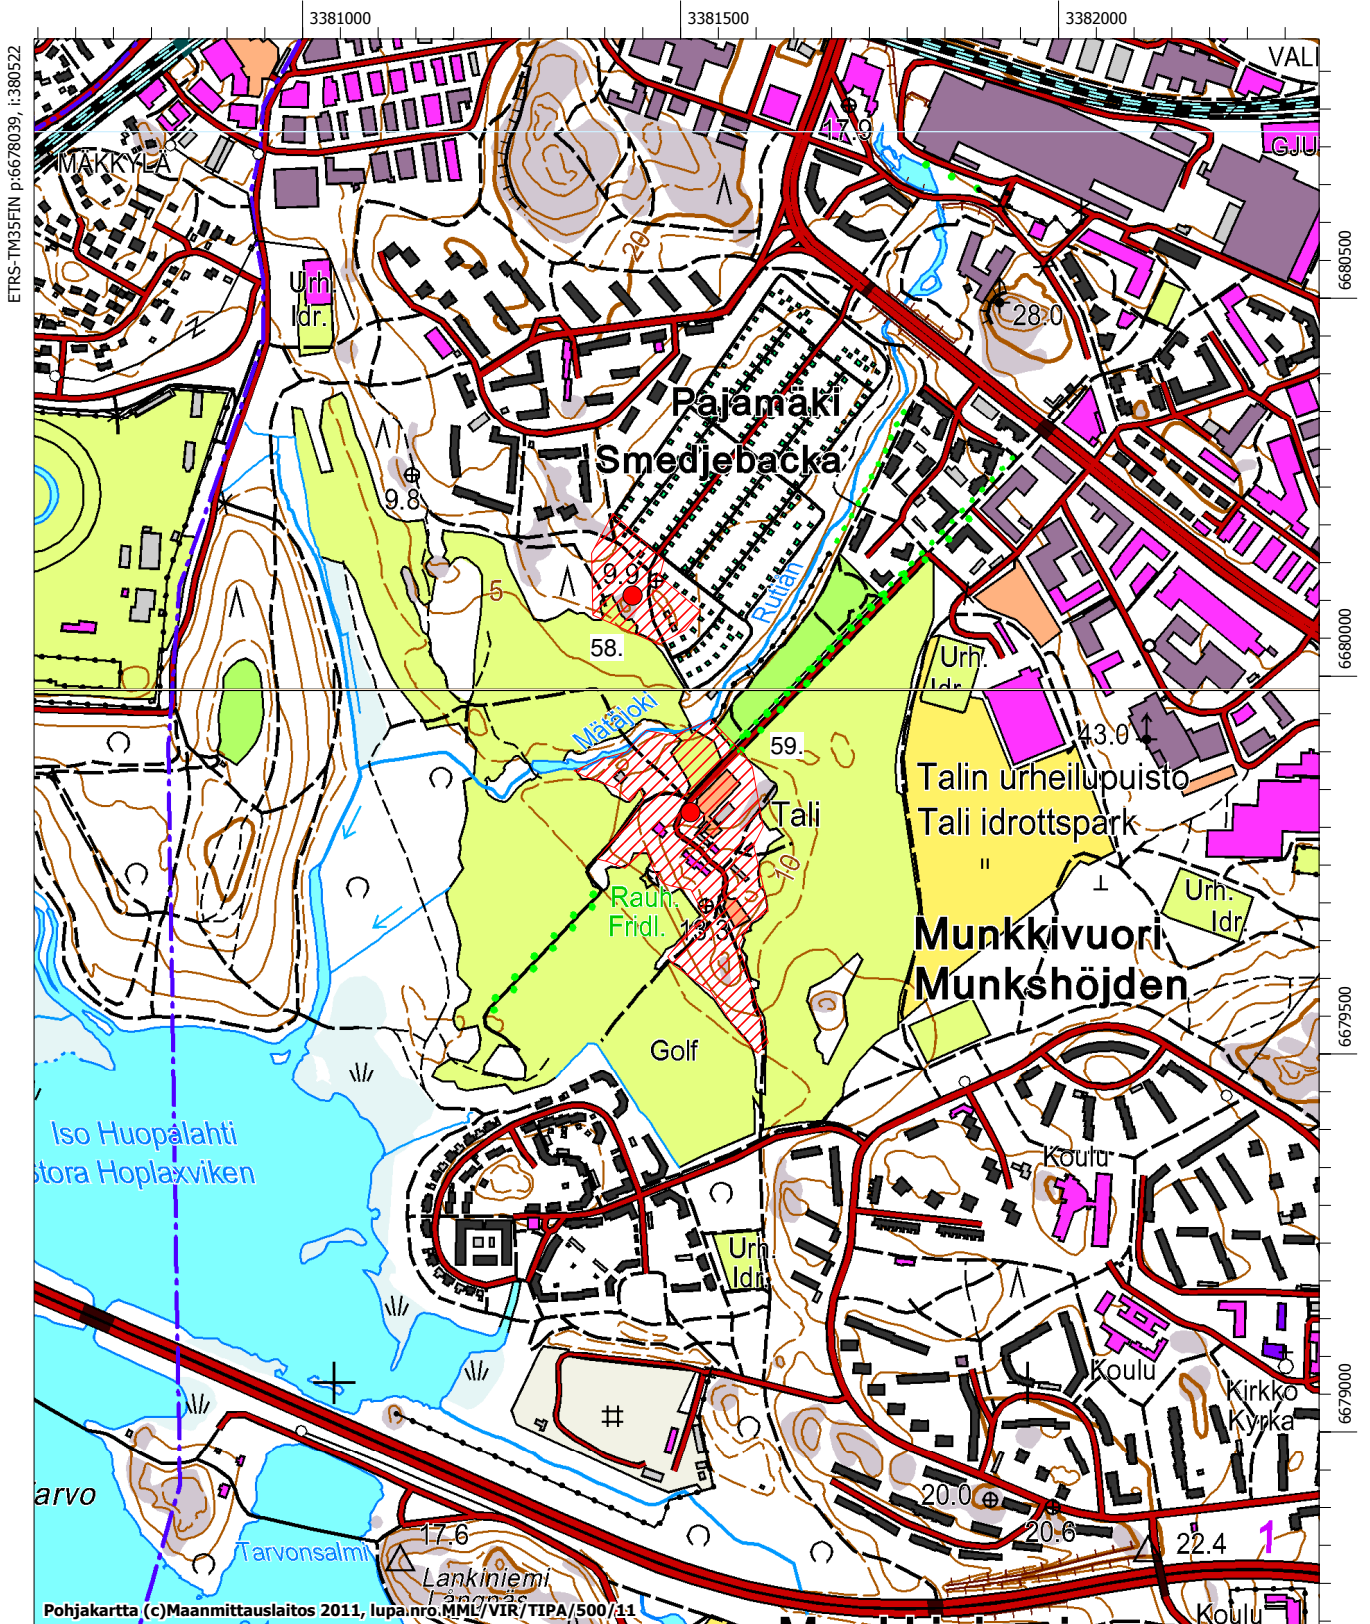 3381000
3381500
3382000
ETRS-TM35FIN p:6678039, i:380522
VALI
MÄKKYLÄ
17.9
GJU
20
Urh.
Idr.
28.0
6680500
Pajamäki
Smedjebacka
9.8
5
9.9
Rutiån
58.
Urh.
Idr.
6680000
Mätäjoki
59.
43.0
Talin urheilupuisto
Tali idrottspark
Tali
10
Rauh.
Fridl.
13.3
Urh.
Idr.
Munkkivuori
Munkshöjden
6679500
Golf
Iso Huopalahti
Stora Hoplaxviken
Koulu
Urh.
Idr.
Koulu
Kirkko
Kyrka
6679000
arvo
20.0
20.6
17.6
22.4
1
Tarvonsalmi
Lankiniemi
Långnäs
Pohjakartta (c)Maanmittauslaitos 2011, lupa.nro.MML/VIR/TIPA/500/11
Koulu